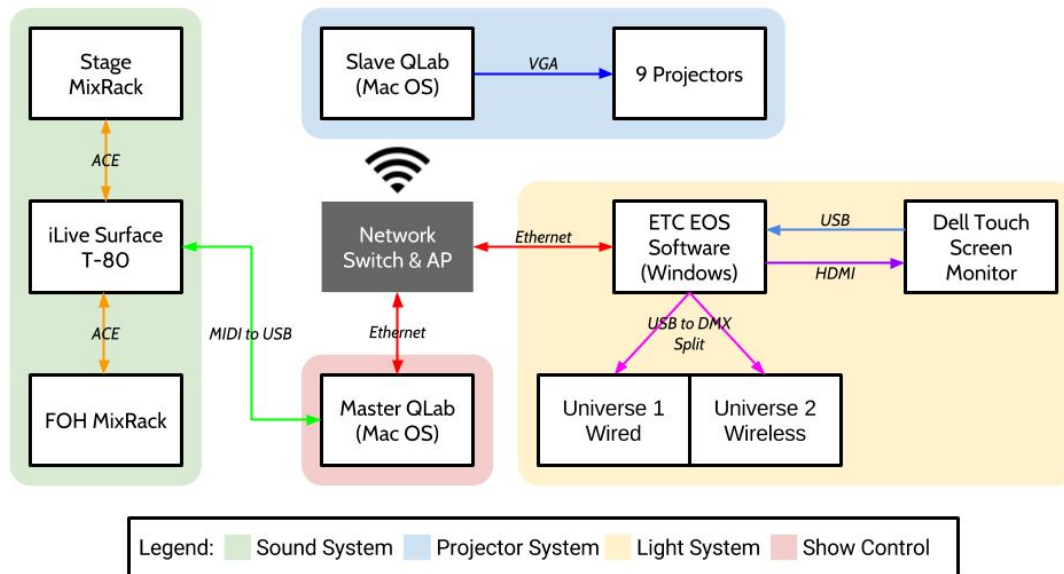 Stage
MixRack
ACE
iLive Surface
T-80
ACE
FOH MixRack
MIDI to USB
Slave QLab
(Mac OS)
VGA
9 Projectors
Network
Switch & AP
Ethernet
Ethernet
Master QLab
(Mac OS)
ETC EOS
Software
(Windows)
USB
HDMI
Dell Touch
Screen
Monitor
USB to DMX
Split
Universe 1
Wired
Universe 2
Wireless
Legend: Sound System Projector System Light System Show Control